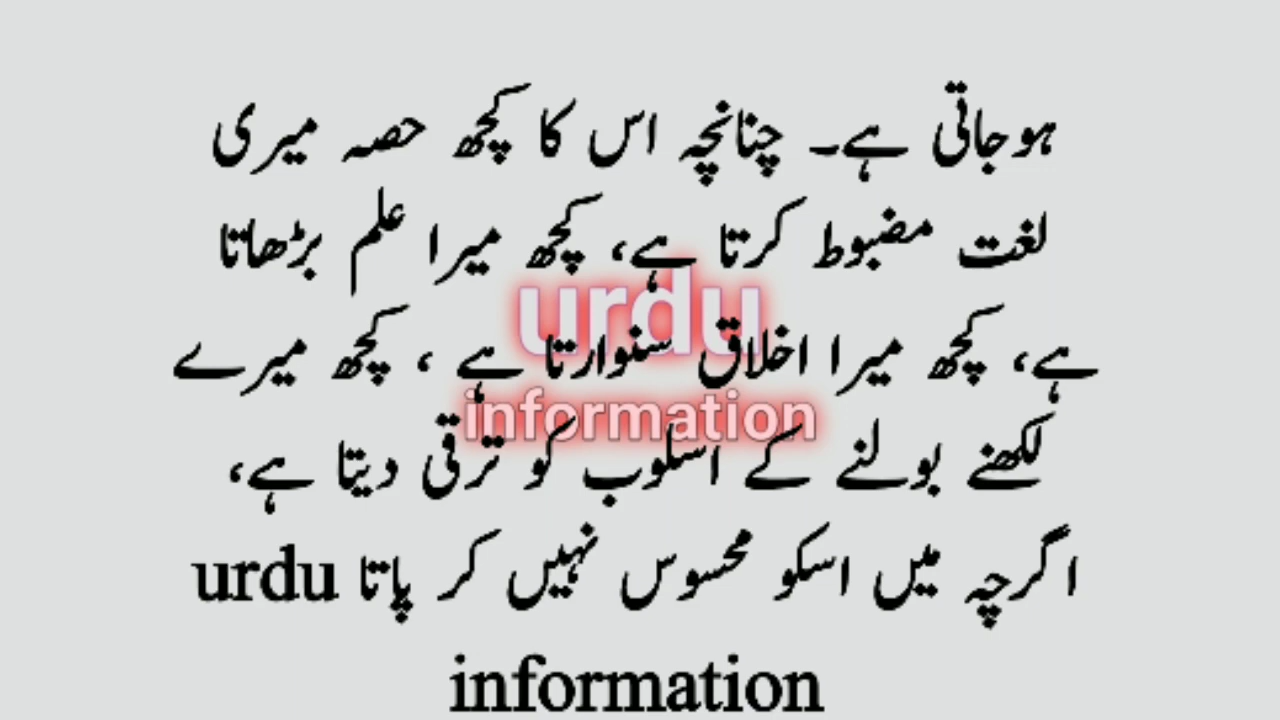 ہوجاتی ہے۔ چنانچہ اس کا کچھ حصہ میری
لغت مضبوط کرتا ہے، کچھ میرا علم بڑھاتا
urdu
ہے، کچھ میرا اخلاق سنوارتا ہے ، کچھ میرے
information
لکھنے بولنے کے اسلوب کو ترقی دیتا ہے،
اگرچہ میں اسکو محسوس نہیں کر پاتا urdu
information